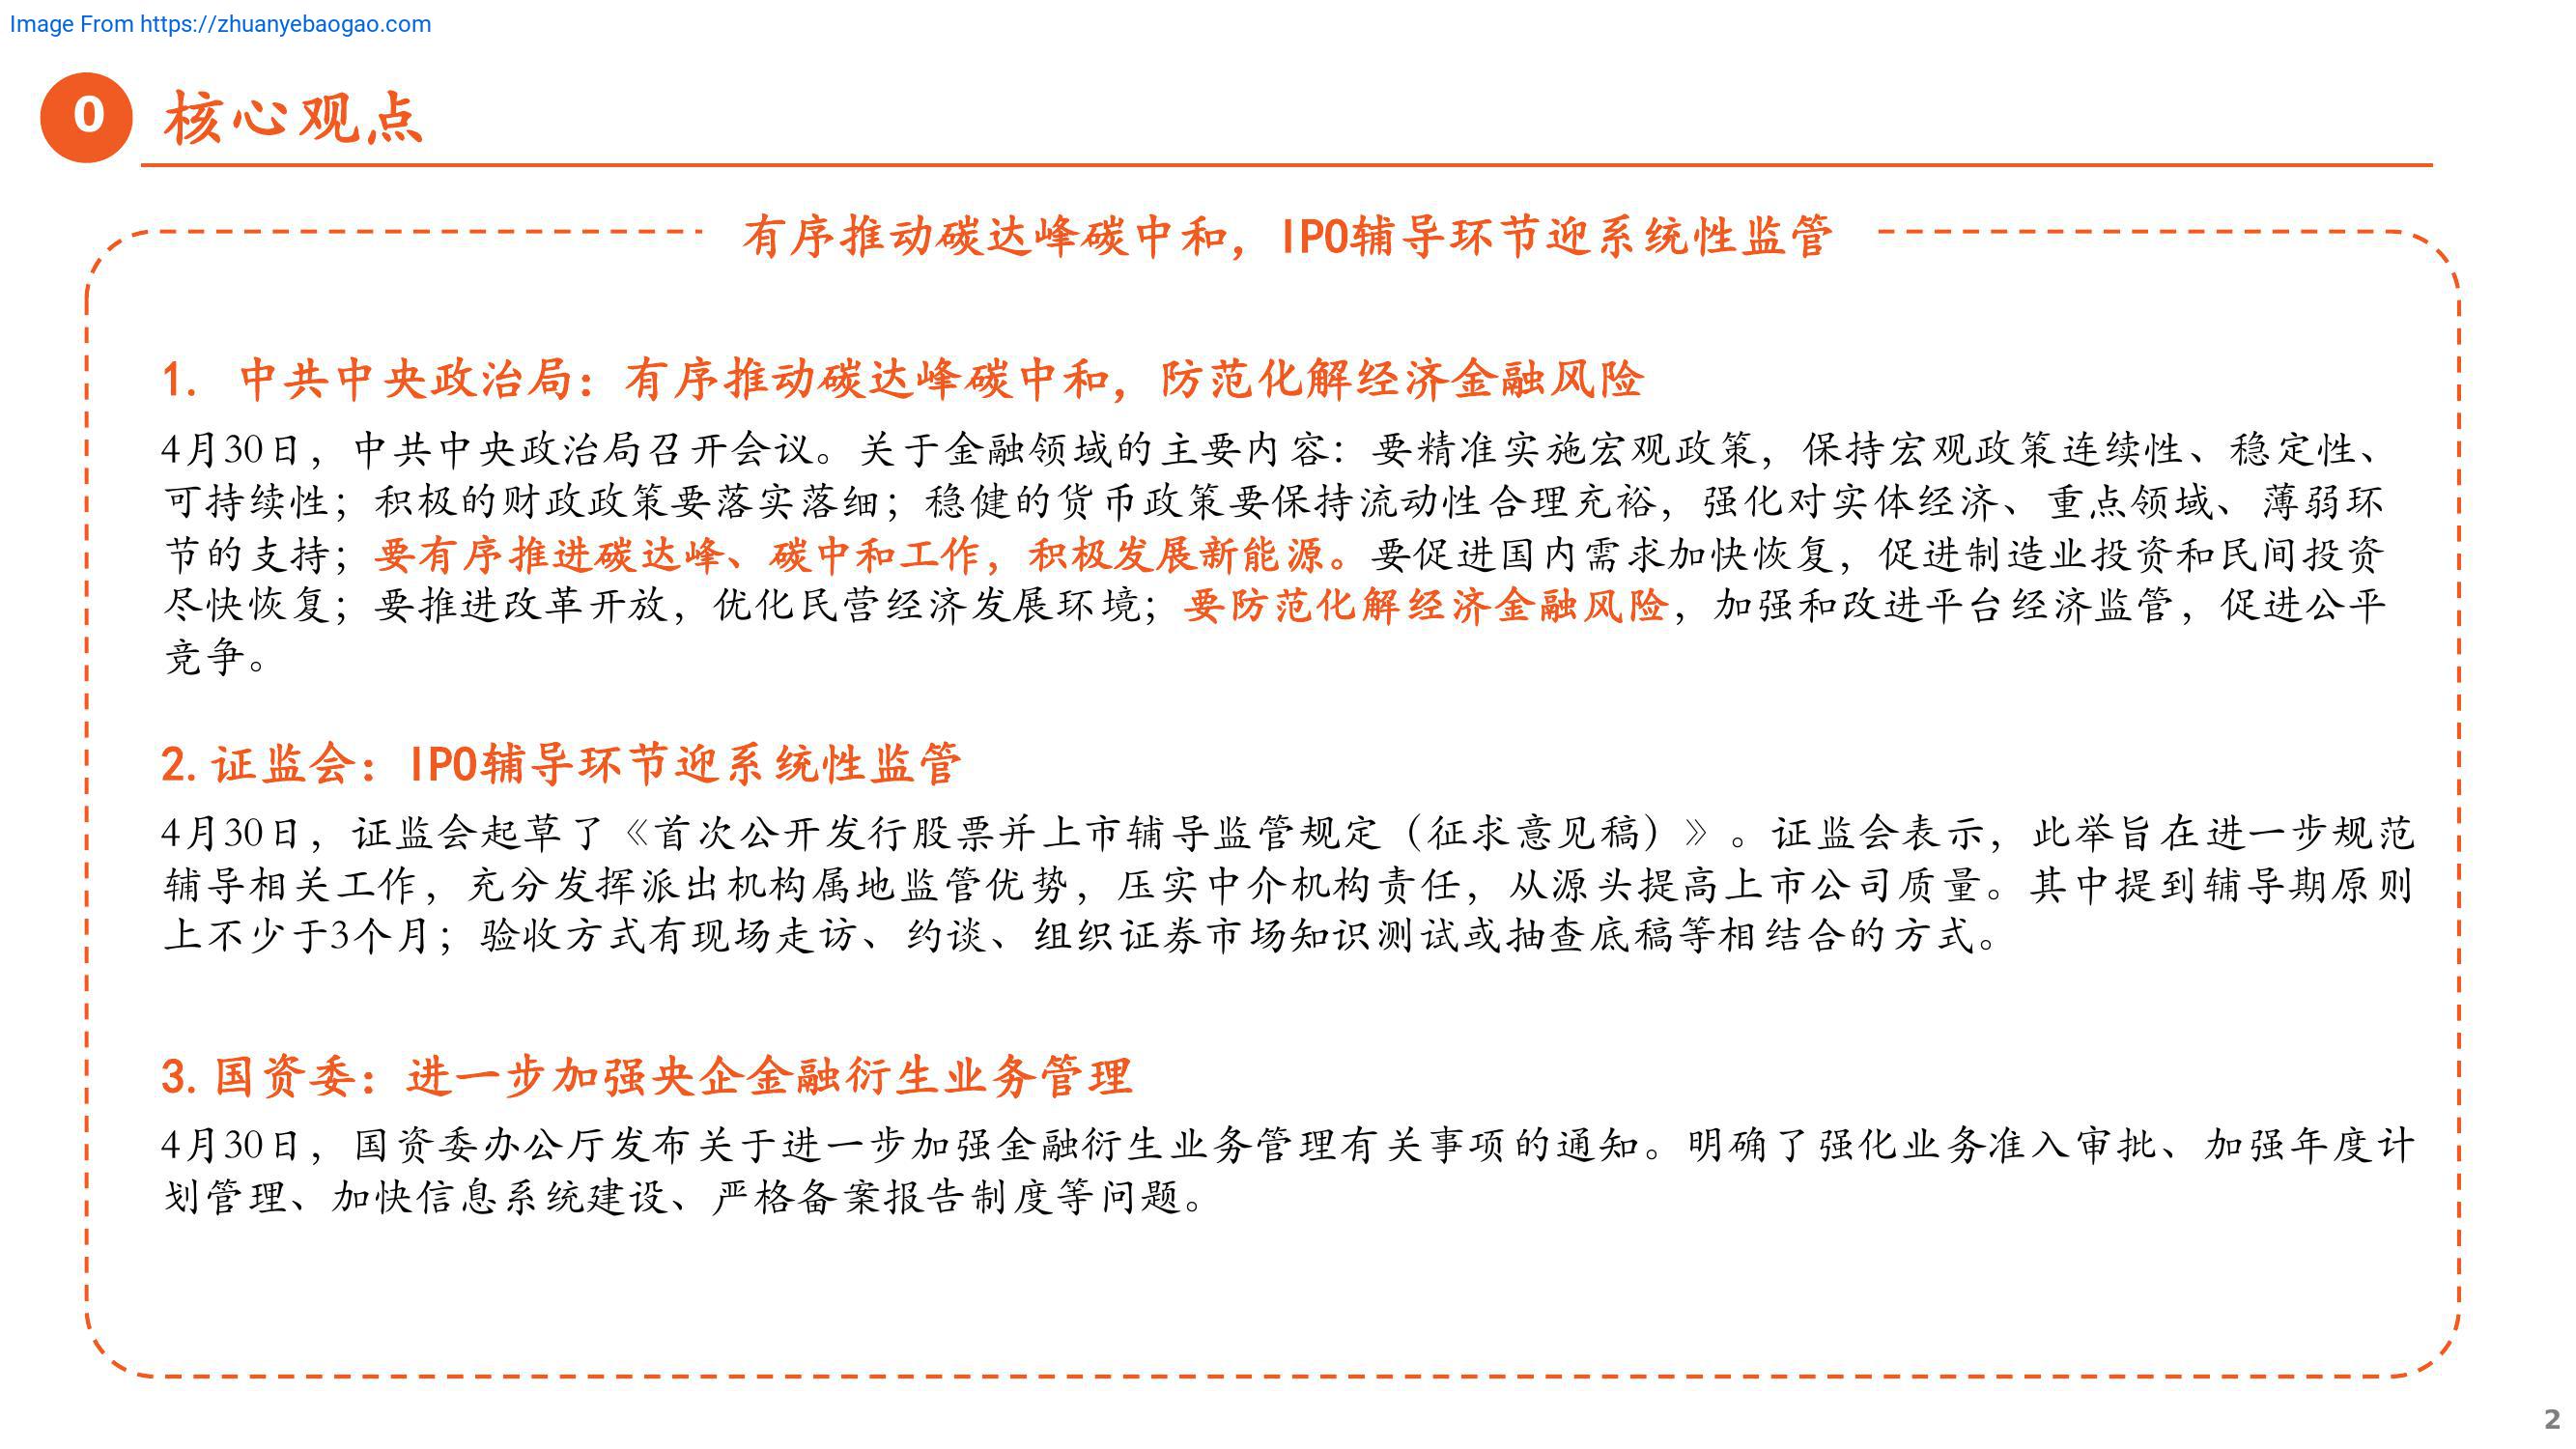 Image From https://zhuanyebaogao.com
0 核心观点
有序推动碳达峰碳中和，IPO辅导环节迎系统性监管
1. 中共中央政治局：有序推动碳达峰碳中和，防范化解经济金融风险
4月30日，中共中央政治局召开会议。关于金融领域的主要内容：要精准实施宏观政策，保持宏观政策连续性、稳定性、
可持续性；积极的财政政策要落实落细；稳健的货币政策要保持流动性合理充裕，强化对实体经济、重点领域、薄弱环
节的支持；要有序推进碳达峰、碳中和工作，积极发展新能源。要促进国内需求加快恢复，促进制造业投资和民间投资
尽快恢复；要推进改革开放，优化民营经济发展环境；要防范化解经济金融风险，加强和改进平台经济监管，促进公平
竞争。
2. 证监会：IPO辅导环节迎系统性监管
4月30日，证监会起草了《首次公开发行股票并上市辅导监管规定（征求意见稿）》。证监会表示，此举旨在进一步规范
辅导相关工作，充分发挥派出机构属地监管优势，压实中介机构责任，从源头提高上市公司质量。其中提到辅导期原则
上不少于3个月；验收方式有现场走访、约谈、组织证券市场知识测试或抽查底稿等相结合的方式。
3. 国资委：进一步加强央企金融衍生业务管理
4月30日，国资委办公厅发布关于进一步加强金融衍生业务管理有关事项的通知。明确了强化业务准入审批、加强年度计
划管理、加快信息系统建设、严格备案报告制度等问题。
2